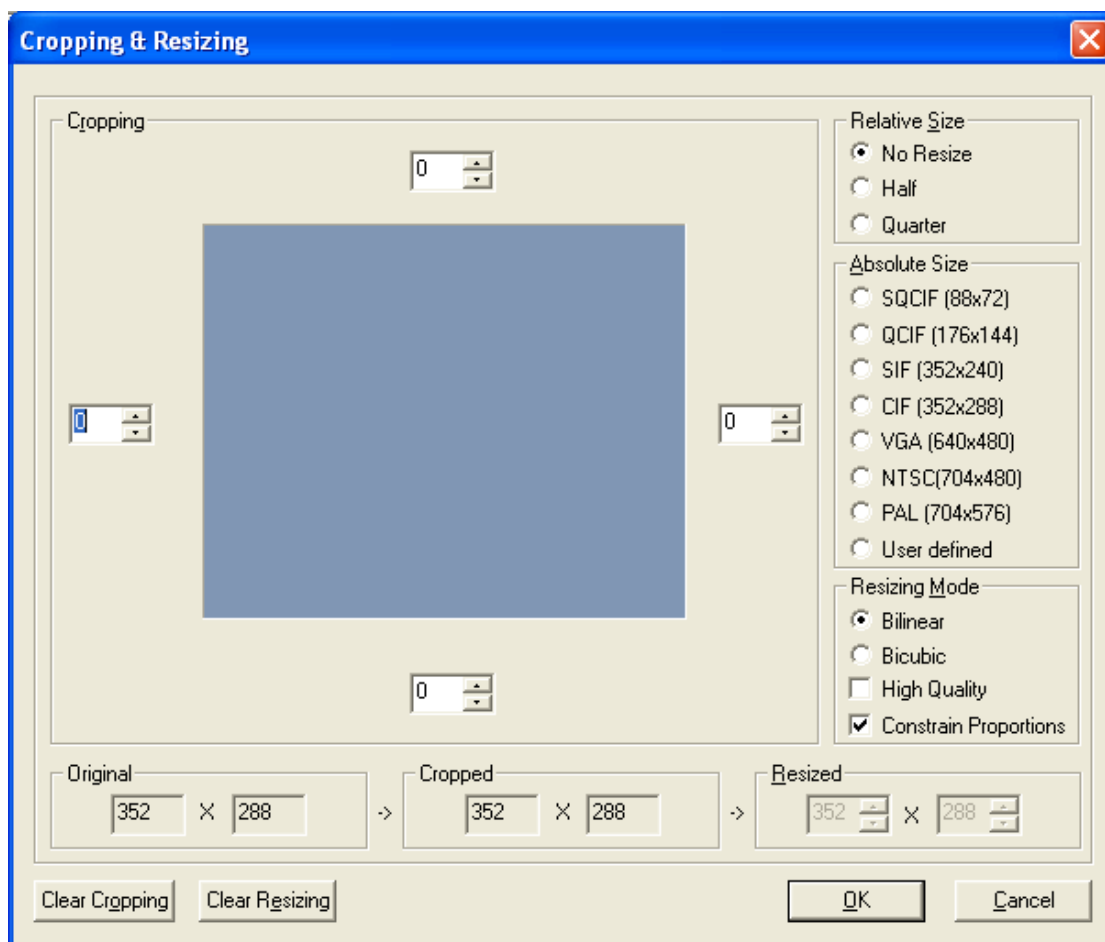 Cropping & Resizing
Cropping
0
0
0
0
Relative Size
No Resize
Half
Quarter
Absolute Size
SQCIF (88x72)
QCIF (176x144)
SIF (352x240)
CIF (352x288)
VGA (640x480)
NTSC(704x480)
PAL (704x576)
User defined
Resizing Mode
Bilinear
Bicubic
High Quality
Constrain Proportions
Original
352 X 288
->
Cropped
352 X 288
->
Resized
352 X 288
Clear Cropping
Clear Resizing
OK
Cancel